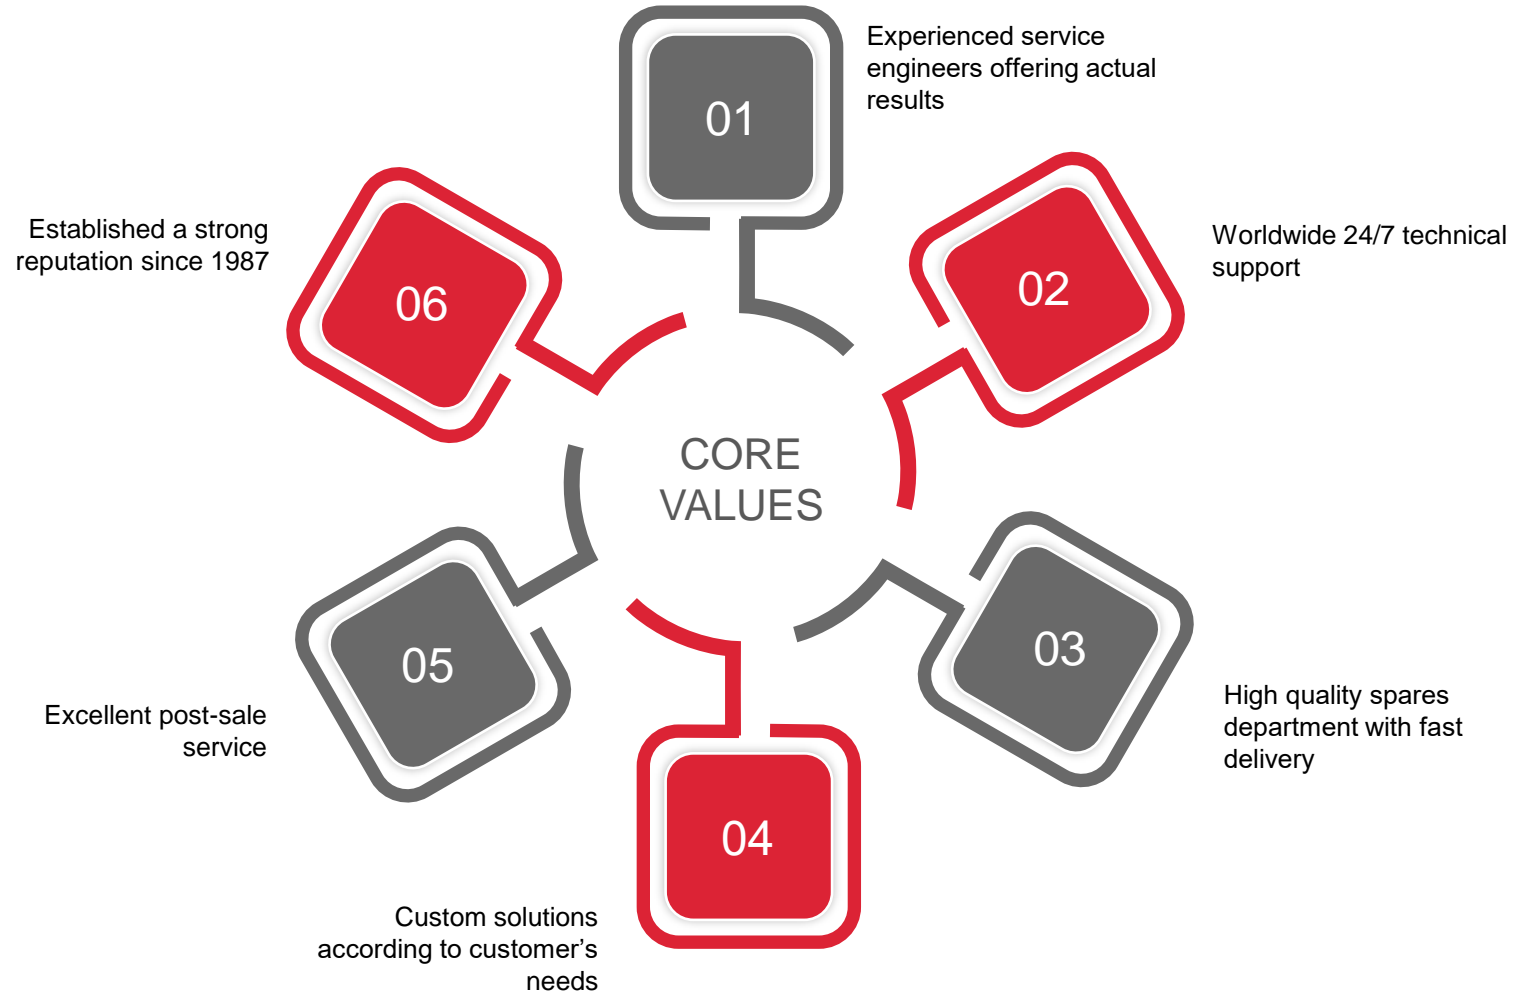 CORE
VALUES
01
Experienced service
engineers offering actual
results
02
Worldwide 24/7 technical
support
03
High quality spares
department with fast
delivery
04
Custom solutions
according to customer’s
needs
05
Excellent post-sale
service
06
Established a strong
reputation since 1987